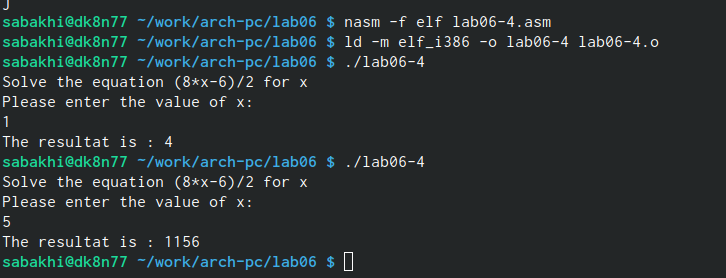 J
sabakhi@dk8n77 ~/work/arch-pc/lab06 $ nasm -f elf lab06-4.asm
sabakhi@dk8n77 ~/work/arch-pc/lab06 $ ld -m elf_i386 -o lab06-4 lab06-4.o
sabakhi@dk8n77 ~/work/arch-pc/lab06 $ ./lab06-4
Solve the equation (8*x-6)/2 for x
Please enter the value of x:
1
The resultat is : 4
sabakhi@dk8n77 ~/work/arch-pc/lab06 $ ./lab06-4
Solve the equation (8*x-6)/2 for x
Please enter the value of x:
5
The resultat is : 1156
sabakhi@dk8n77 ~/work/arch-pc/lab06 $